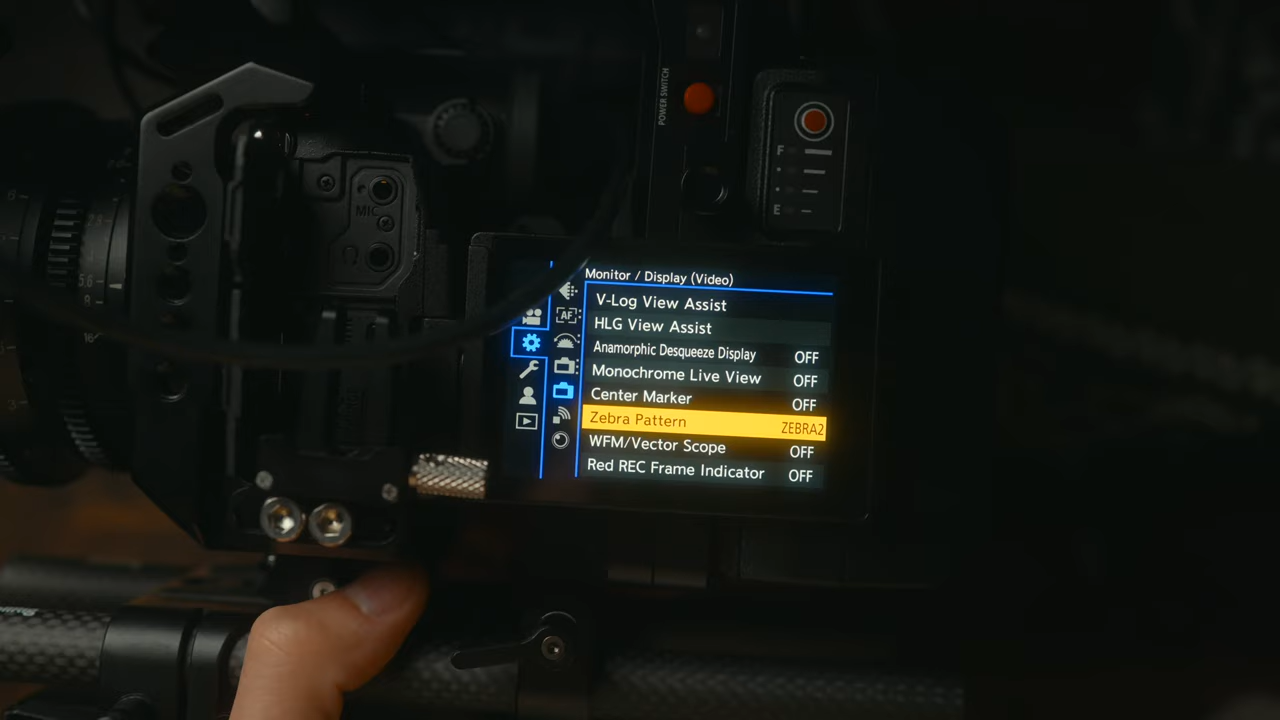 POWER SWITCH
F
E
MIC
Monitor / Display (Video)
V-Log View Assist
HLG View Assist
AF
Anamorphic Desqueeze Display OFF
Monochrome Live View OFF
Center Marker OFF
Zebra Pattern ZEBRA2
WFM/Vector Scope OFF
Red REC Frame Indicator OFF